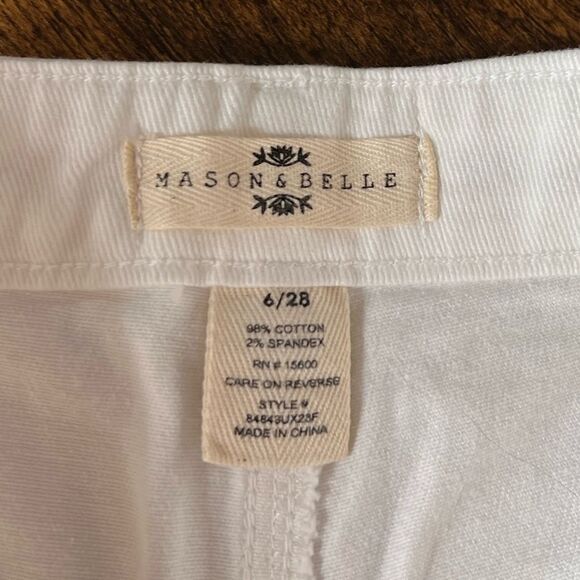 MASON & BELLE
6/28
98% COTTON
2% SPANDEX
RN # 15600
CARE ON REVERSE
STYLE #
84843UX23F
MADE IN CHINA